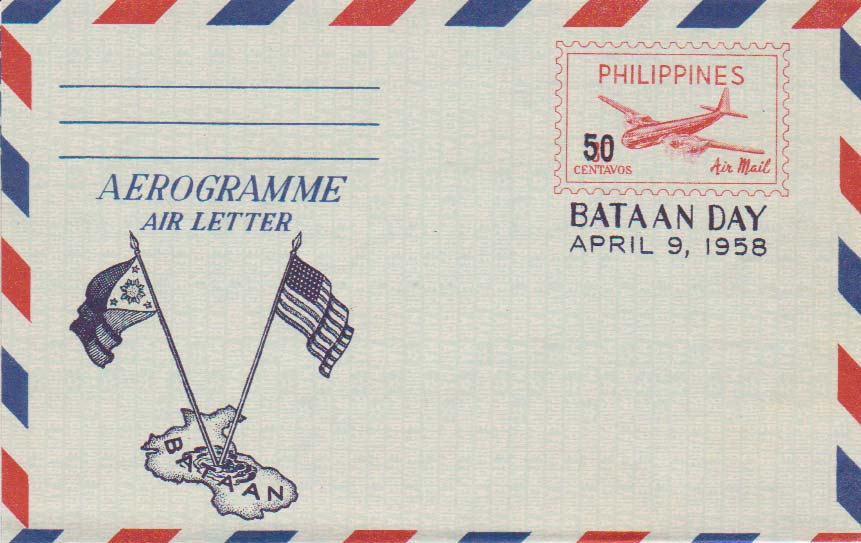 PHILIPPINES
50
CENTAVOS
Air Mail
BATAAN DAY
APRIL 9, 1958
AEROGRAMME
AIR LETTER
BATAAN